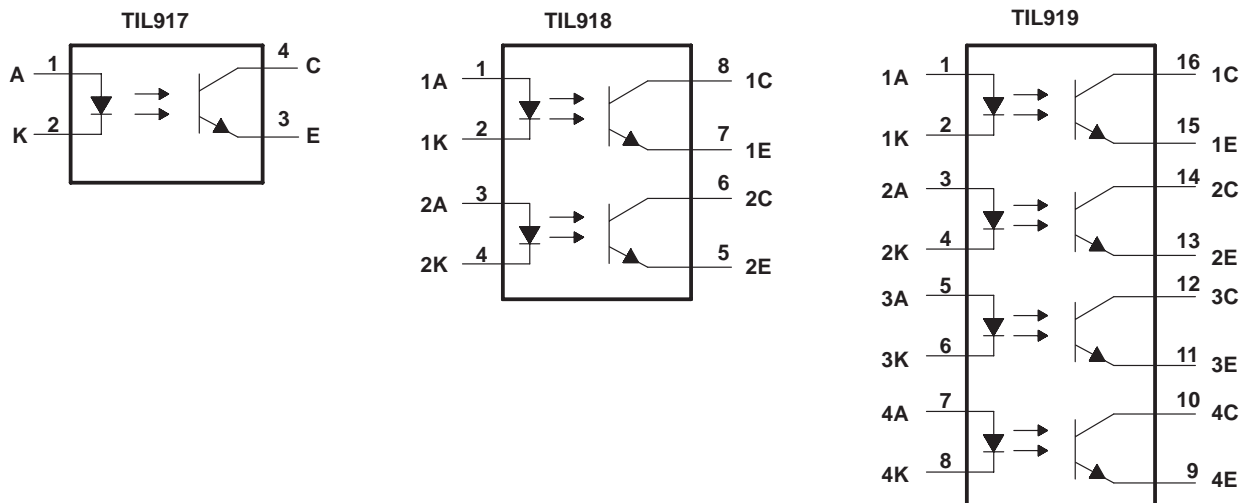 TIL917
A 1 4 C
K 2 3 E
TIL918
1A 1 8 1C
1K 2 7 1E
2A 3 6 2C
2K 4 5 2E
TIL919
1A 1 16 1C
1K 2 15 1E
2A 3 14 2C
2K 4 13 2E
3A 5 12 3C
3K 6 11 3E
4A 7 10 4C
4K 8 9 4E